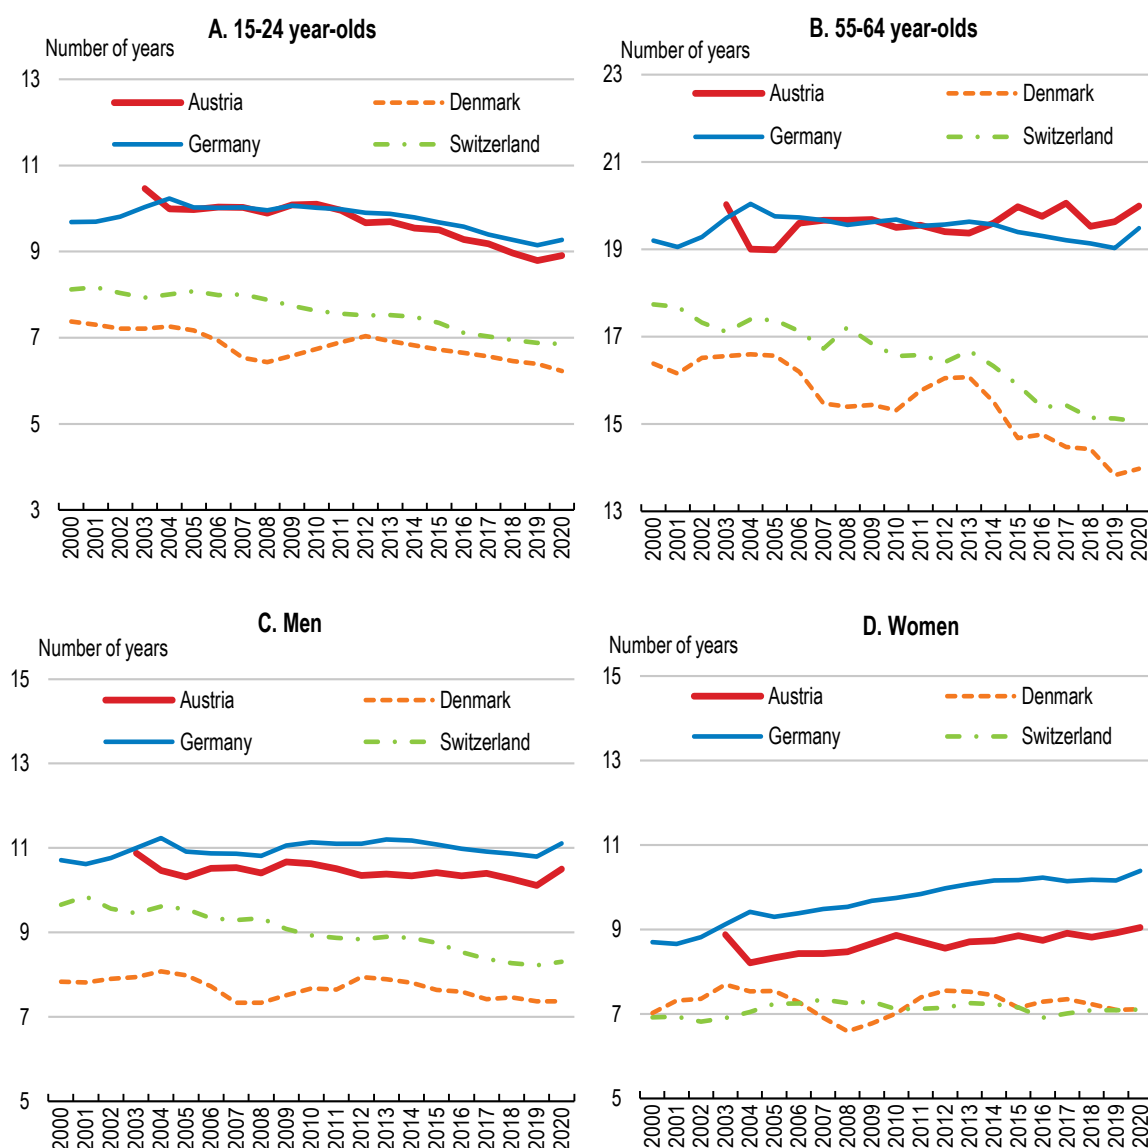 A. 15-24 year-olds
Number of years
13
11
9
7
5
3
Austria
Denmark
Germany
Switzerland
2000 2001 2002 2003 2004 2005 2006 2007 2008 2009 2010 2011 2012 2013 2014 2015 2016 2017 2018 2019 2020
B. 55-64 year-olds
Number of years
23
21
19
17
15
13
Austria
Denmark
Germany
Switzerland
2000 2001 2002 2003 2004 2005 2006 2007 2008 2009 2010 2011 2012 2013 2014 2015 2016 2017 2018 2019 2020
C. Men
Number of years
15
13
11
9
7
5
Austria
Denmark
Germany
Switzerland
2000 2001 2002 2003 2004 2005 2006 2007 2008 2009 2010 2011 2012 2013 2014 2015 2016 2017 2018 2019 2020
D. Women
Number of years
15
13
11
9
7
5
Austria
Denmark
Germany
Switzerland
2000 2001 2002 2003 2004 2005 2006 2007 2008 2009 2010 2011 2012 2013 2014 2015 2016 2017 2018 2019 2020